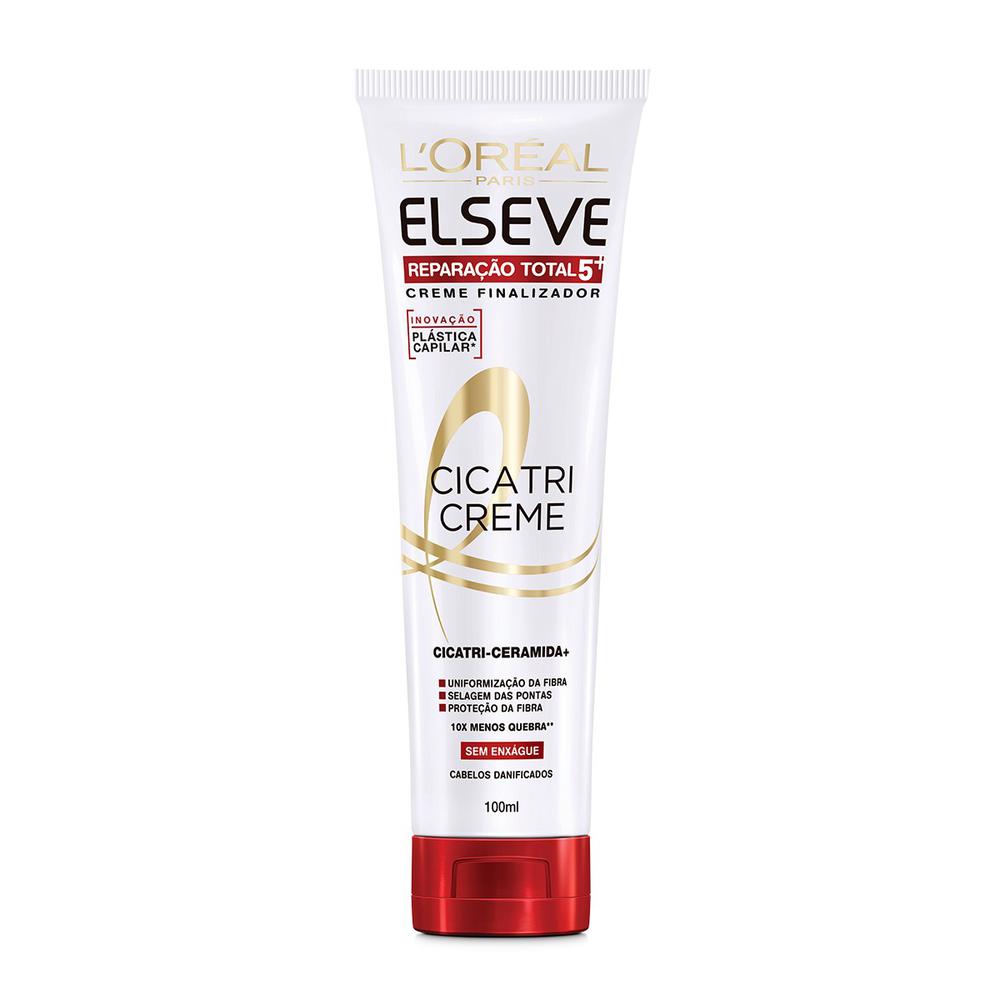 L'ORÉAL
PARIS
ELSEVE
REPARAÇÃO TOTAL 5+
CREME FINALIZADOR
INOVAÇÃO
PLÁSTICA
CAPILAR*
CICATRI
CREME
CICATRI-CERAMIDA+
UNIFORMIZAÇÃO DA FIBRA
SELAGEM DAS PONTAS
PROTEÇÃO DA FIBRA
10X MENOS QUEBRA**
SEM ENXÁGUE
CABELOS DANIFICADOS
100ml